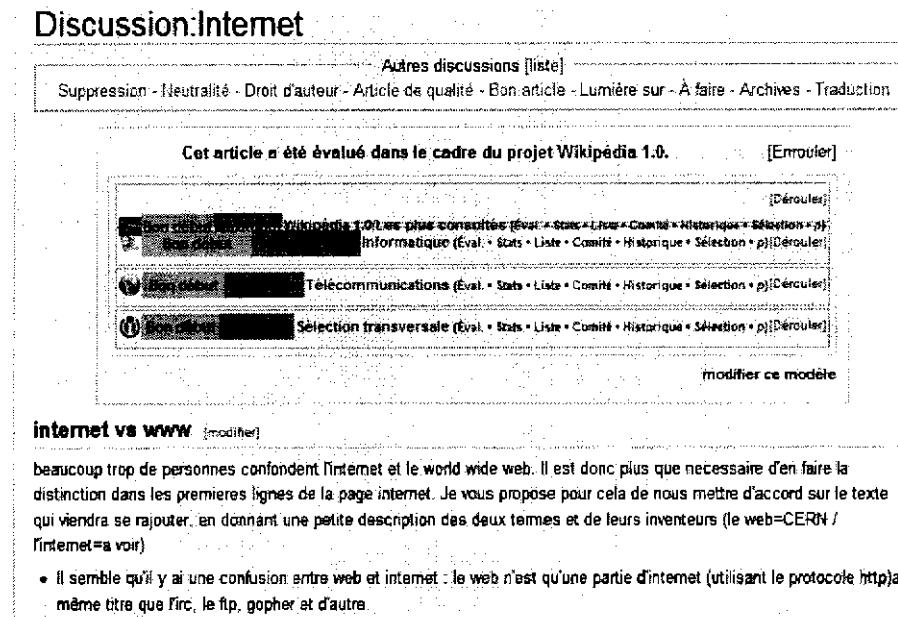 Discussion:Internet
Autres discussions [liste]
Suppression - Neutralité - Droit d'auteur - Article de qualité - Bon article - Lumière sur - À faire - Archives - Traduction
Cet article a été évalué dans le cadre du projet Wikipédia 1.0. [Enrouler]
[Dérouler]
Bon début Wikipédia 1.0/Les plus consultés (Éval. • Stats • Liste • Comité • Historique • Sélection • p)
Bon début Informatique (Éval. • Stats • Liste • Comité • Historique • Sélection • p)[Dérouler]
Bon début Télécommunications (Éval. • Stats • Liste • Comité • Historique • Sélection • p)[Dérouler]
Bon début Sélection transversale (Éval. • Stats • Liste • Comité • Historique • Sélection • p)[Dérouler]
modifier ce modèle
internet vs www [modifier]
beaucoup trop de personnes confondent l'internet et le world wide web. Il est donc plus que necessaire d'en faire la
distinction dans les premieres lignes de la page internet. Je vous propose pour cela de nous mettre d'accord sur le texte
qui viendra se rajouter, en donnant une petite description des deux termes et de leurs inventeurs (le web=CERN /
l'internet=a voir)
• Il semble qu'il y ai une confusion entre web et internet : le web n'est qu'une partie d'internet (utilisant le protocole http)a
même titre que l'irc, le ftp, gopher et d'autre.